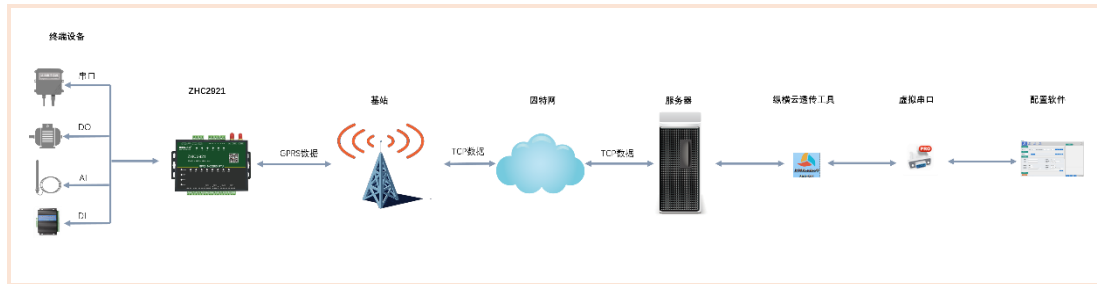 终端设备
串口
DO
AI
DI
ZHC2921
GPRS数据
基站
TCP数据
因特网
TCP数据
服务器
纵横云透传工具
虚拟串口
PRO
配置软件